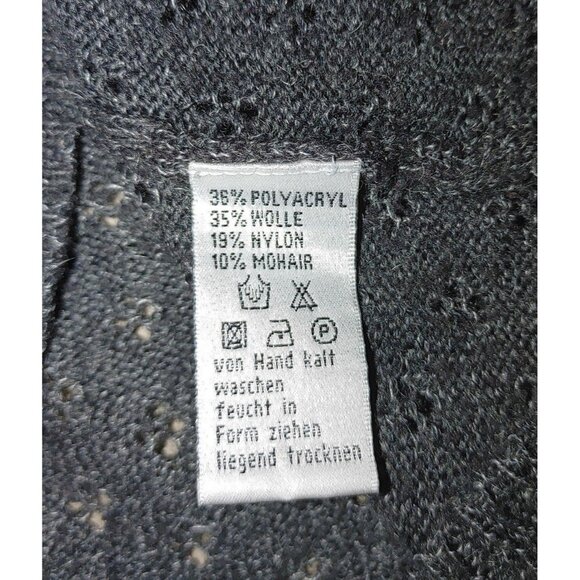 36% POLYACRYL
35% WOLLE
19% NYLON
10% MOHAIR
P
von Hand kalt
waschen
feucht in
Form ziehen
liegend trocknen